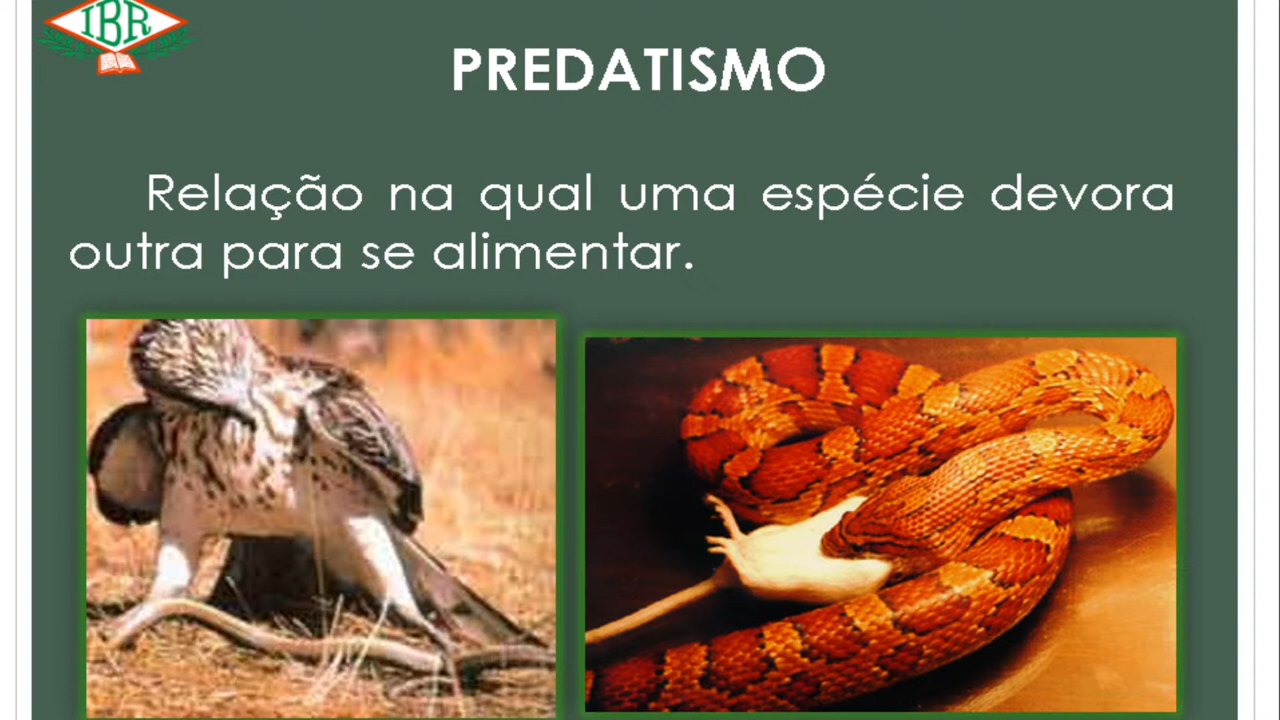 IBR
PREDATISMO
Relação na qual uma espécie devora
outra para se alimentar.